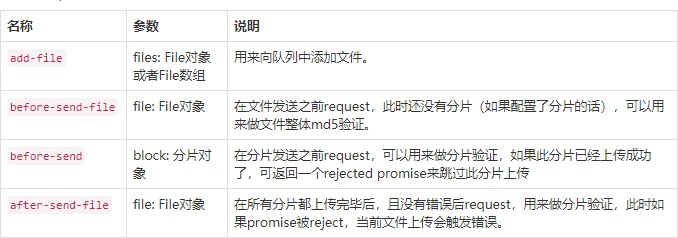 名称 参数 说明
add-file files: File对象 用来向队列中添加文件。
或者File数组
before-send-file file: File对象 在文件发送之前request，此时还没有分片（如果配置了分片的话），可以用
来做文件整体md5验证。
before-send block: 分片对 在分片发送之前request，可以用来做分片验证，如果此分片已经上传成功
象 了，可返回一个rejected promise来跳过此分片上传
after-send-file file: File对象 在所有分片都上传完毕后，且没有错误后request，用来做分片验证，此时如
果promise被reject，当前文件上传会触发错误。